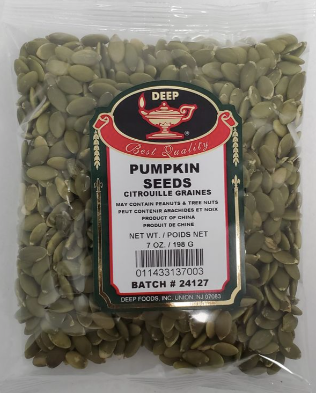 DEEP
®
Best Quality
PUMPKIN
SEEDS
CITROUILLE GRAINES
MAY CONTAIN PEANUTS & TREE NUTS
PEUT CONTENIR ARACHIDES ET NOIX
PRODUCT OF CHINA
PRODUIT DE CHINE
NET WT. / POIDS NET
7 OZ. / 198 G
011433137003
BATCH # 24127
DEEP FOODS, INC. UNION, NJ 07083